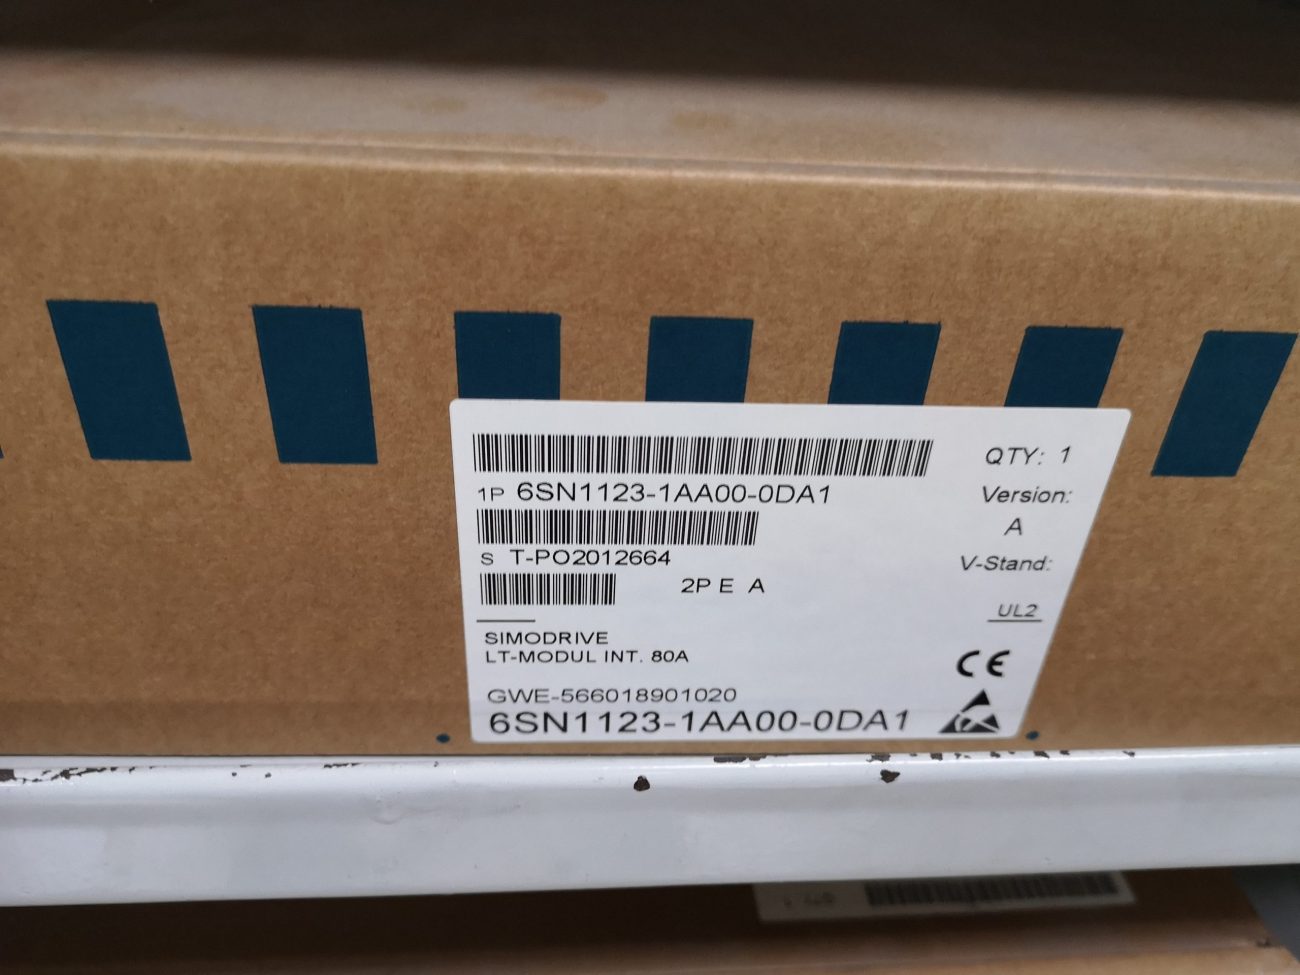 1P 6SN1123-1AA00-0DA1
S T-PO2012664
2P E A
SIMODRIVE
LT-MODUL INT. 80A
GWE-566018901020
6SN1123-1AA00-0DA1
QTY: 1
Version:
A
V-Stand:
UL2
CE